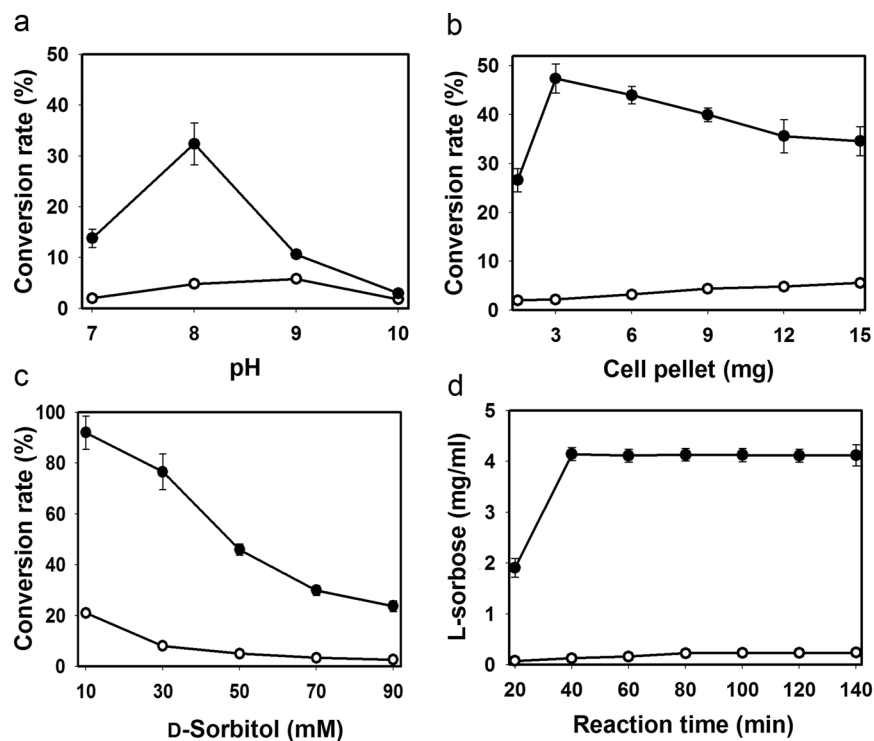 a
50
40
30
20
10
0
Conversion rate (%)
7 8 9 10
pH
b
50
40
30
20
10
0
Conversion rate (%)
3 6 9 12 15
Cell pellet (mg)
c
100
80
60
40
20
0
Conversion rate (%)
10 30 50 70 90
D-Sorbitol (mM)
d
5
4
3
2
1
0
L-sorbose (mg/ml)
20 40 60 80 100 120 140
Reaction time (min)